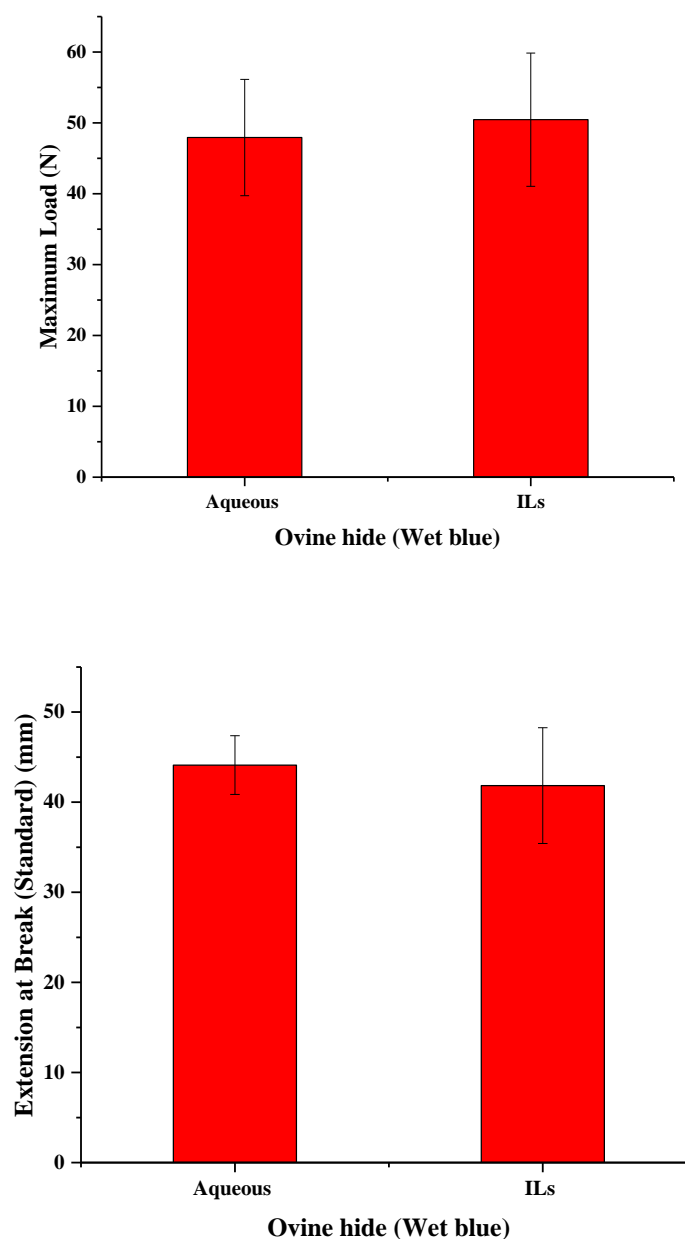 60
50
40
30
20
10
0
Maximum Load (N)
Aqueous
ILs
Ovine hide (Wet blue)
50
40
30
20
10
0
Extension at Break (Standard) (mm)
Aqueous
ILs
Ovine hide (Wet blue)